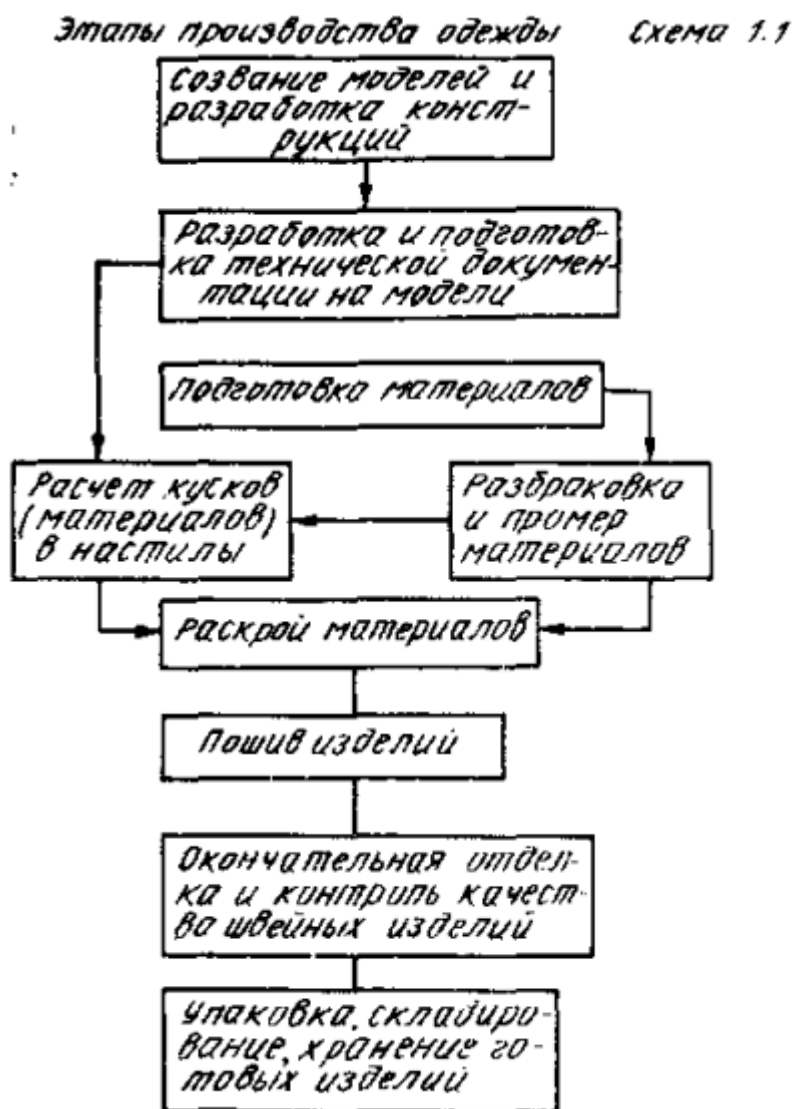 Этапы производства одежды Схема 1.1
Создание моделей и
разработка конст-
рукций
Разработка и подготов-
ка технической докумен-
тации на модели
Подготовка материалов
Расчет кусков
(материалов)
в настилы
Разбраковка
и промер
материалов
Раскрой материалов
Пошив изделий
Окончательная отдел-
ка и контроль качест-
ва швейных изделий
Упаковка, складиро-
вание, хранение го-
товых изделий